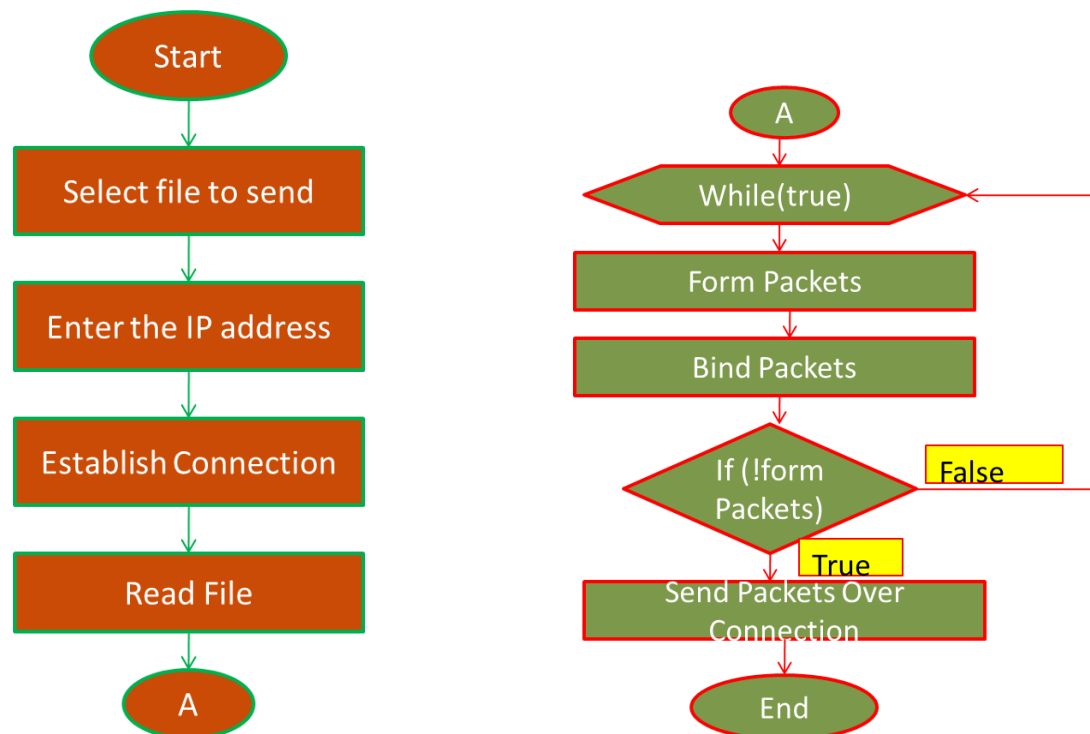 Start
Select file to send
Enter the IP address
Establish Connection
Read File
A
A
While(true)
Form Packets
Bind Packets
If (!form
Packets)
False
True
Send Packets Over
Connection
End